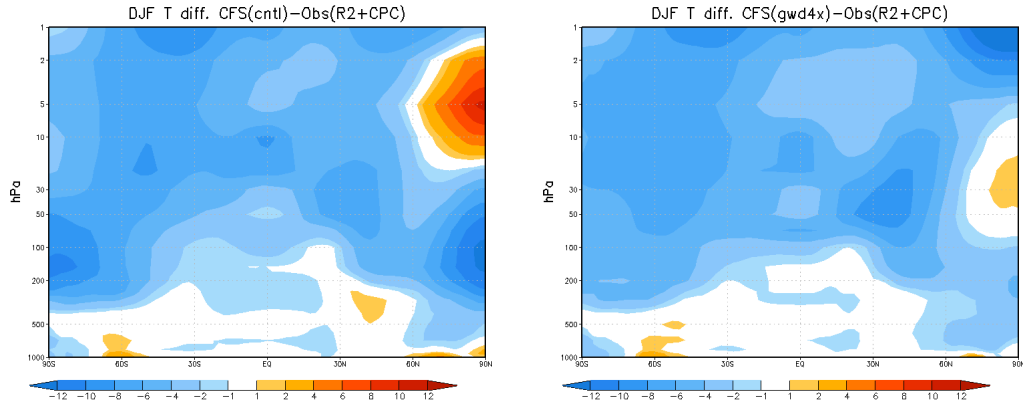 DJF T diff. CFS(cntl)−Obs(R2+CPC)
hPa
1
2
5
10
30
50
100
200
500
1000
90S 60S 30S EQ 30N 60N 90N
−12 −10 −8 −6 −4 −2 −1 1 2 4 6 8 10 12
DJF T diff. CFS(gwd4x)−Obs(R2+CPC)
hPa
1
2
5
10
30
50
100
200
500
1000
90S 60S 30S EQ 30N 60N 90N
−12 −10 −8 −6 −4 −2 −1 1 2 4 6 8 10 12